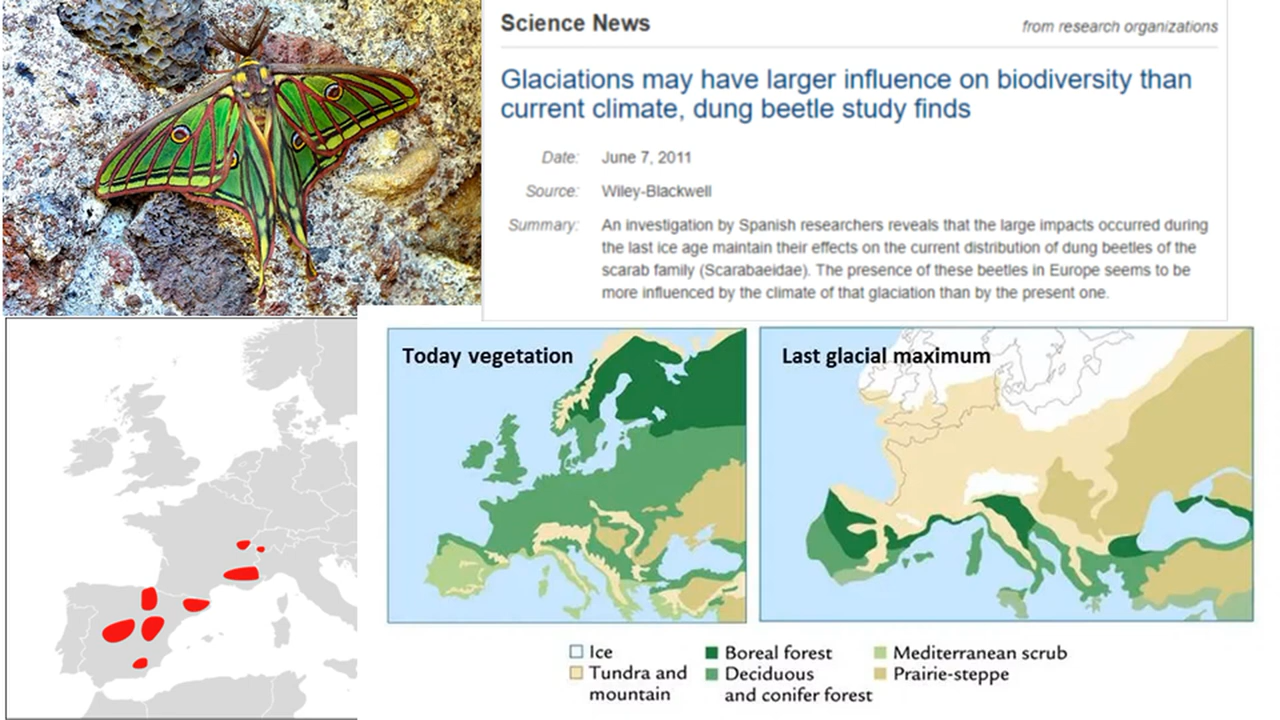 Science News
from research organizations
Glaciations may have larger influence on biodiversity than
current climate, dung beetle study finds
Date: June 7, 2011
Source: Wiley-Blackwell
Summary: An investigation by Spanish researchers reveals that the large impacts occurred during
the last ice age maintain their effects on the current distribution of dung beetles of the
scarab family (Scarabaeidae). The presence of these beetles in Europe seems to be
more influenced by the climate of that glaciation than by the present one.
Today vegetation
Last glacial maximum
Ice
Tundra and
mountain
Boreal forest
Deciduous
and conifer forest
Mediterranean scrub
Prairie-steppe